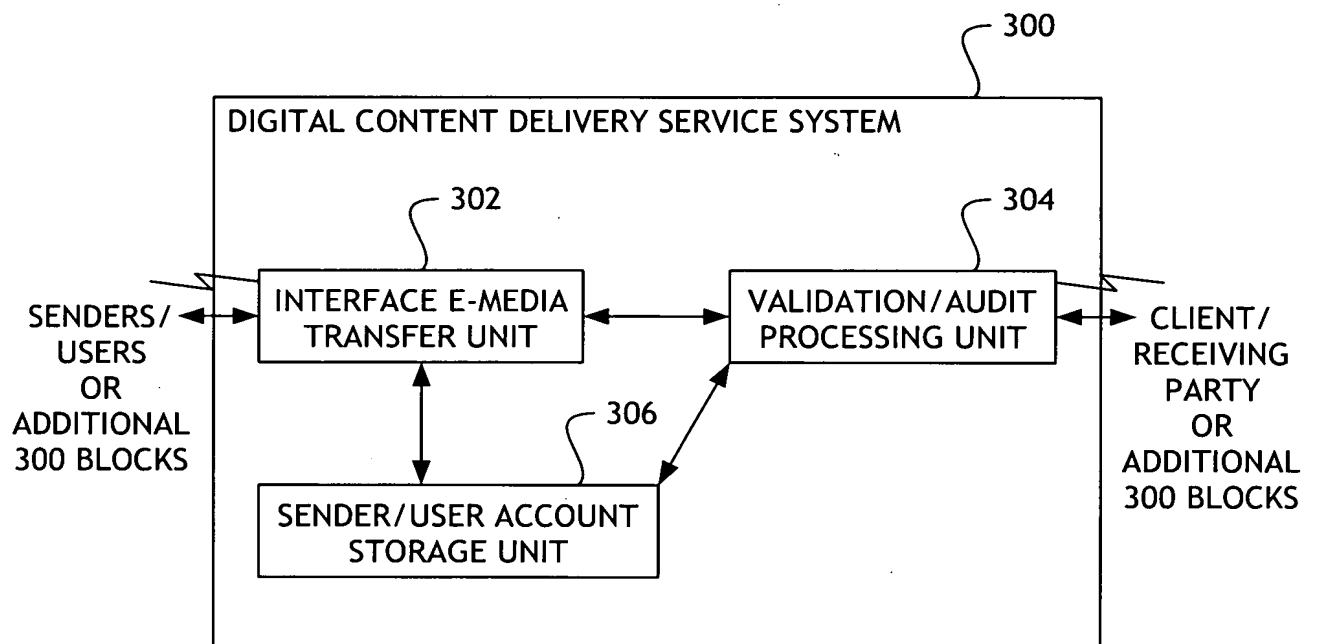 300
DIGITAL CONTENT DELIVERY SERVICE SYSTEM
302
304
INTERFACE E-MEDIA
TRANSFER UNIT
VALIDATION/AUDIT
PROCESSING UNIT
SENDERS/
USERS
OR
ADDITIONAL
300 BLOCKS
CLIENT/
RECEIVING
PARTY
OR
ADDITIONAL
300 BLOCKS
306
SENDER/USER ACCOUNT
STORAGE UNIT